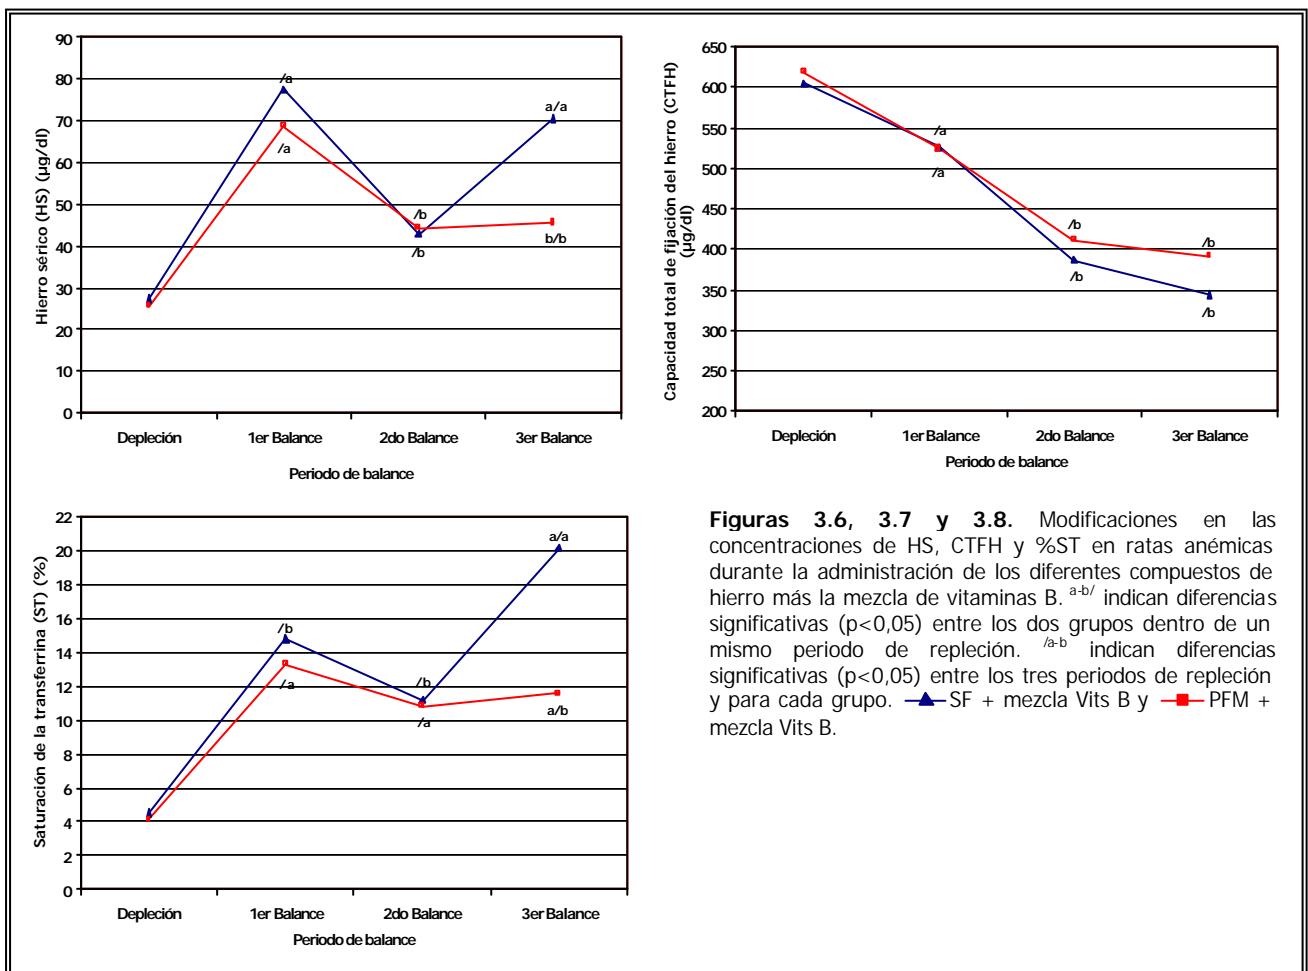 90
80
70
60
50
40
30
20
10
0
Hierro sérico (HS) (µg/dl)
/a
/a
/b
/b
a/a
b/b
Depleción 1er Balance 2do Balance 3er Balance
Periodo de balance
650
600
550
500
450
400
350
300
250
200
Capacidad total de fijación del hierro (CTFH)
(µg/dl)
/a
/a
/b
/b
/b
/b
Depleción 1er Balance 2do Balance 3er Balance
Periodo de balance
22
20
18
16
14
12
10
8
6
4
2
0
Saturación de la transferrina (ST) (%)
/b
/a
/b
/a
a/a
a/b
Depleción 1er Balance 2do Balance 3er Balance
Periodo de balance
Figuras 3.6, 3.7 y 3.8. Modificaciones en las
concentraciones de HS, CTFH y %ST en ratas anémicas
durante la administración de los diferentes compuestos de
hierro más la mezcla de vitaminas B. a-b/ indican diferencias
significativas (p<0,05) entre los dos grupos dentro de un
mismo periodo de repleción. /a-b indican diferencias
significativas (p<0,05) entre los tres periodos de repleción
y para cada grupo. SF + mezcla Vits B y PFM +
mezcla Vits B.